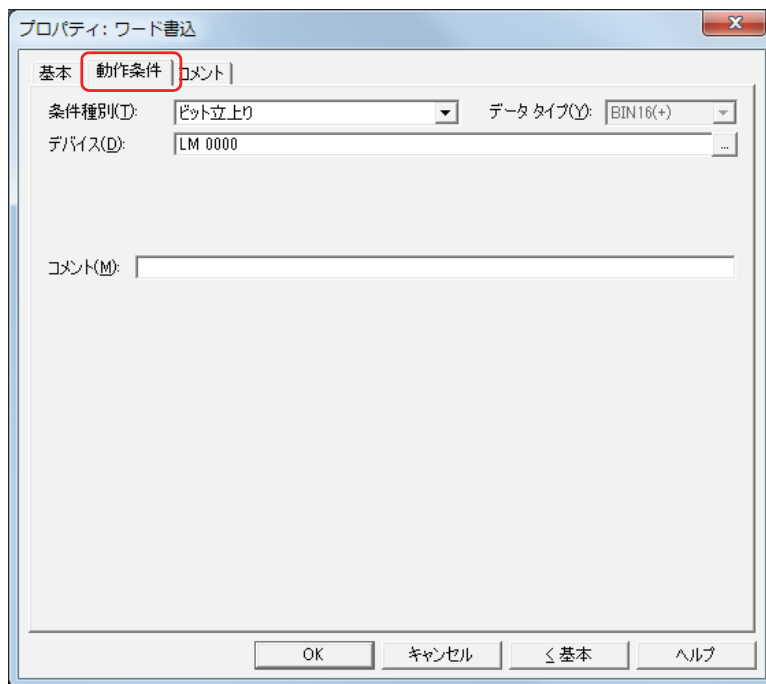 プロパティ: ワード書込
基本 動作条件 コメント
条件種別(T): ビット立上り データ タイプ(Y): BIN16(+)
デバイス(D): LM 0000 ...
コメント(M):
OK キャンセル < 基本 ヘルプ